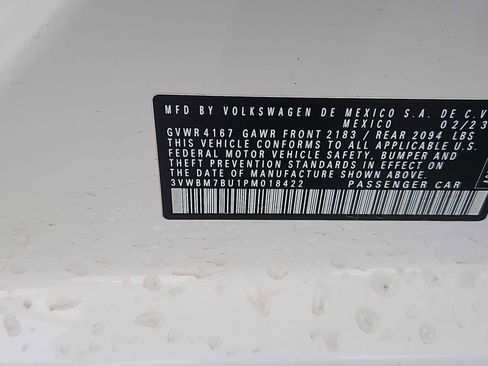 MFD BY VOLKSWAGEN DE MEXICO S.A. DE C.V
MEXICO 02/23
GVWR 4167 GAWR FRONT 2183 / REAR 2094 LBS
THIS VEHICLE CONFORMS TO ALL APPLICABLE U.S.
FEDERAL MOTOR VEHICLE SAFETY, BUMPER AND
THEFT PREVENTION STANDARDS IN EFFECT ON
THE DATE OF MANUFACTURE SHOWN ABOVE.
3VWBM7BU1PM018422 PASSENGER CAR